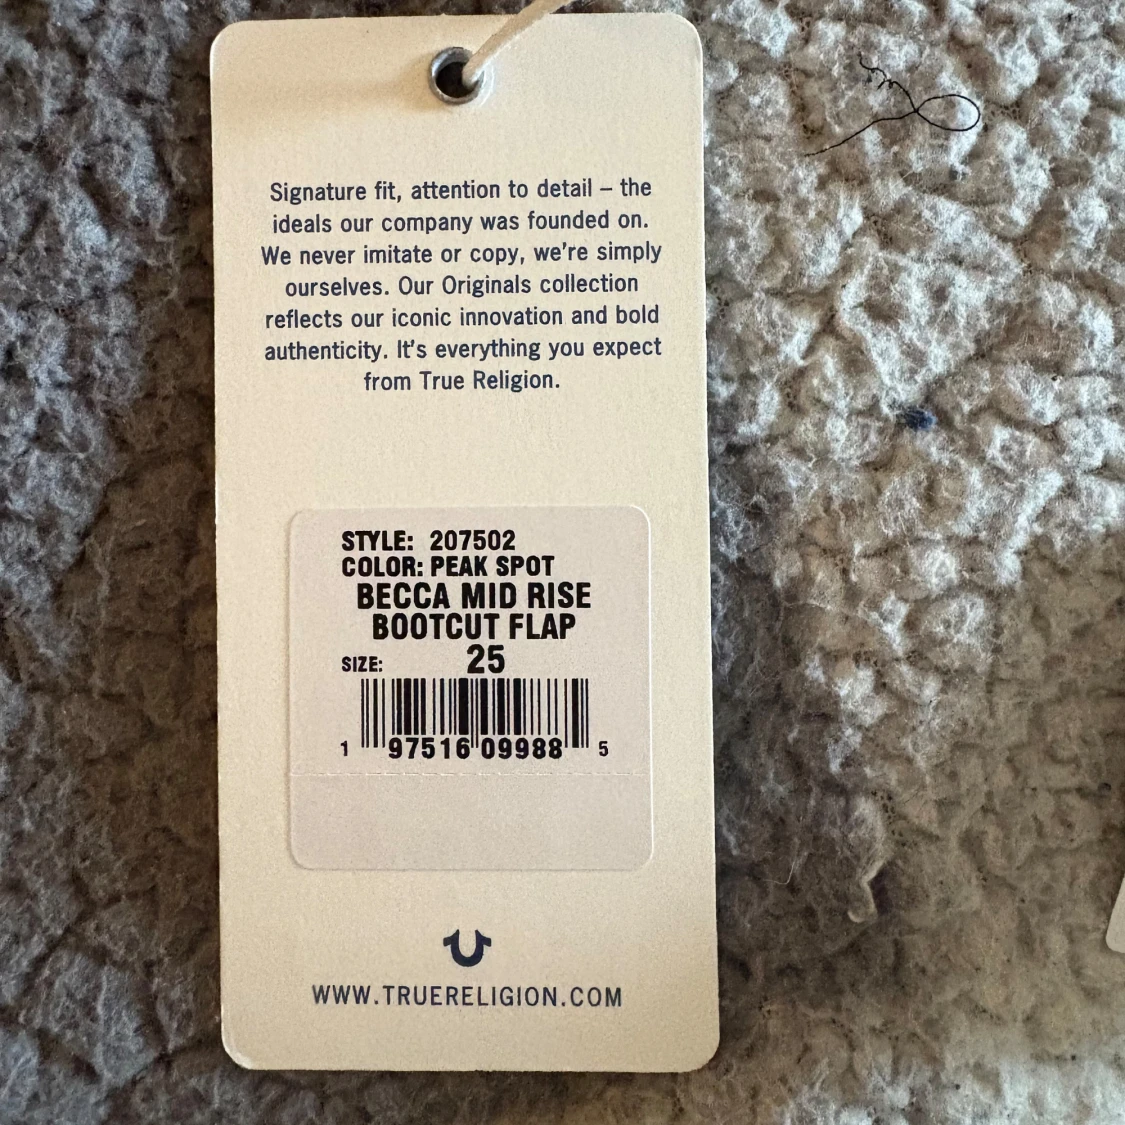 Signature fit, attention to detail – the
ideals our company was founded on.
We never imitate or copy, we're simply
ourselves. Our Originals collection
reflects our iconic innovation and bold
authenticity. It's everything you expect
from True Religion.
STYLE: 207502
COLOR: PEAK SPOT
BECCA MID RISE
BOOTCUT FLAP
SIZE: 25
1 97516 09988 5
WWW.TRUERELIGION.COM